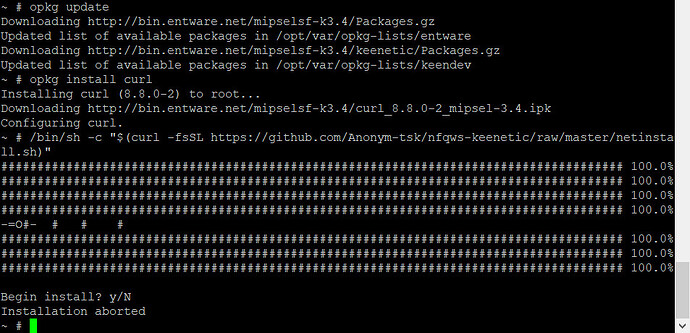 ~ # opkg update
Downloading http://bin.entware.net/mipselsf-k3.4/Packages.gz
Updated list of available packages in /opt/var/opkg-lists/entware
Downloading http://bin.entware.net/mipselsf-k3.4/keenetic/Packages.gz
Updated list of available packages in /opt/var/opkg-lists/keendev
~ # opkg install curl
Installing curl (8.8.0-2) to root...
Downloading http://bin.entware.net/mipselsf-k3.4/curl_8.8.0-2_mipsel-3.4.ipk
Configuring curl.
~ # /bin/sh -c "$(curl -fsSL https://github.com/Anonym-tsk/nfqws-keenetic/raw/master/netinsta
ll.sh)"
###################################################################################### 100.0%
###################################################################################### 100.0%
###################################################################################### 100.0%
###################################################################################### 100.0%
-=O#-  #   #    #
###################################################################################### 100.0%
###################################################################################### 100.0%
###################################################################################### 100.0%
Begin install? y/N
Installation aborted
~ #